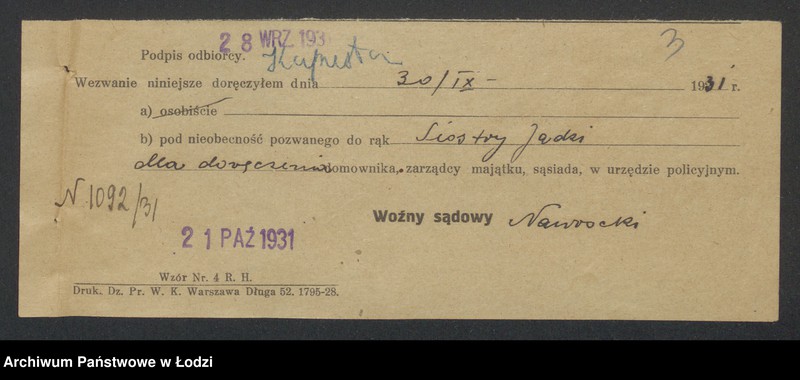 28 WRZ 193
3
Podpis odbiorcy.
Wezwanie niniejsze doręczyłem dnia 30/IX – 1931 r.
a) osobiście
b) pod nieobecność pozwanego do rąk Siostry Jadzi
dla doręczenia domownika, zarządcy majątku, sąsiada, w urzędzie policyjnym.
N 1092/31
Woźny sądowy Nawrocki
21 PAŹ 1931
Wzór Nr. 4 R. H.
Druk. Dz. Pr. W. K. Warszawa Długa 52. 1795-28.
Archiwum Państwowe w Łodzi